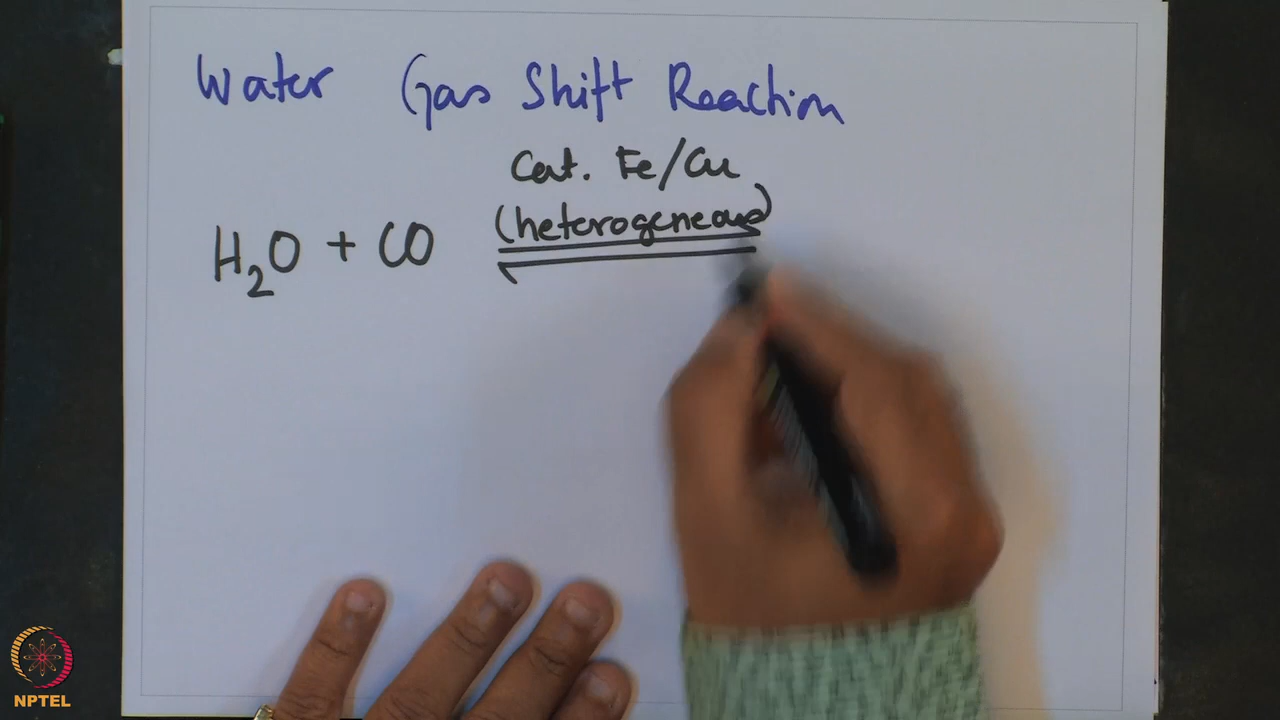 Water Gas Shift Reaction
Cat. Fe/Cu
(heterogeneous)
H₂O + CO ⇌
NPTEL